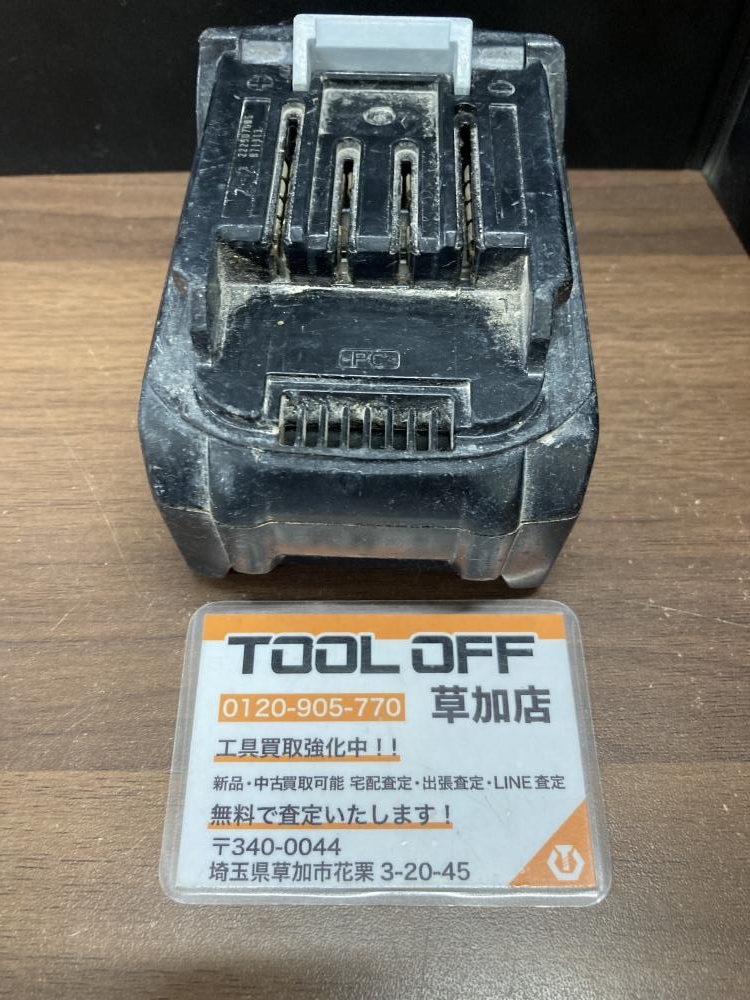 >PC<
TOOL OFF
0120-905-770 草加店
工具買取強化中！！
新品・中古買取可能 宅配査定・出張査定・LINE査定
無料で査定いたします！
〒340-0044
埼玉県草加市花栗 3-20-45